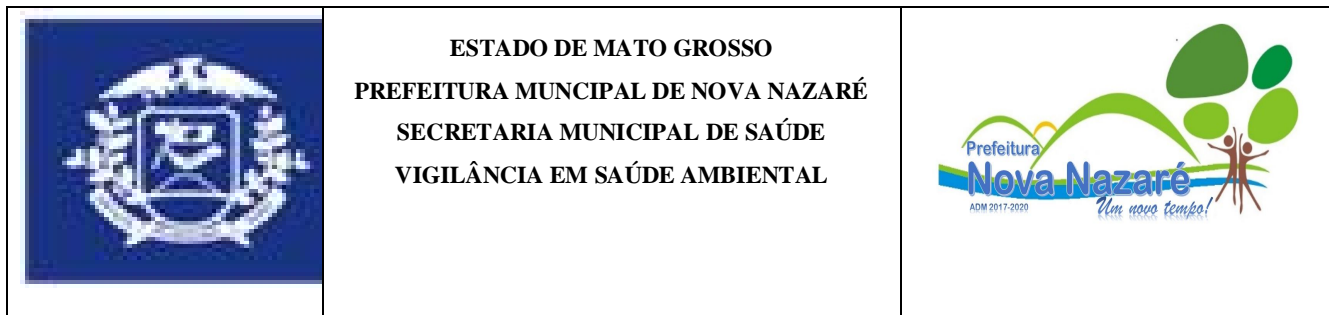 ESTADO DE MATO GROSSO
PREFEITURA MUNCIPAL DE NOVA NAZARÉ
SECRETARIA MUNICIPAL DE SAÚDE
VIGILÂNCIA EM SAÚDE AMBIENTAL
Prefeitura
Nova Nazaré
ADM 2017-2020
Um novo tempo!